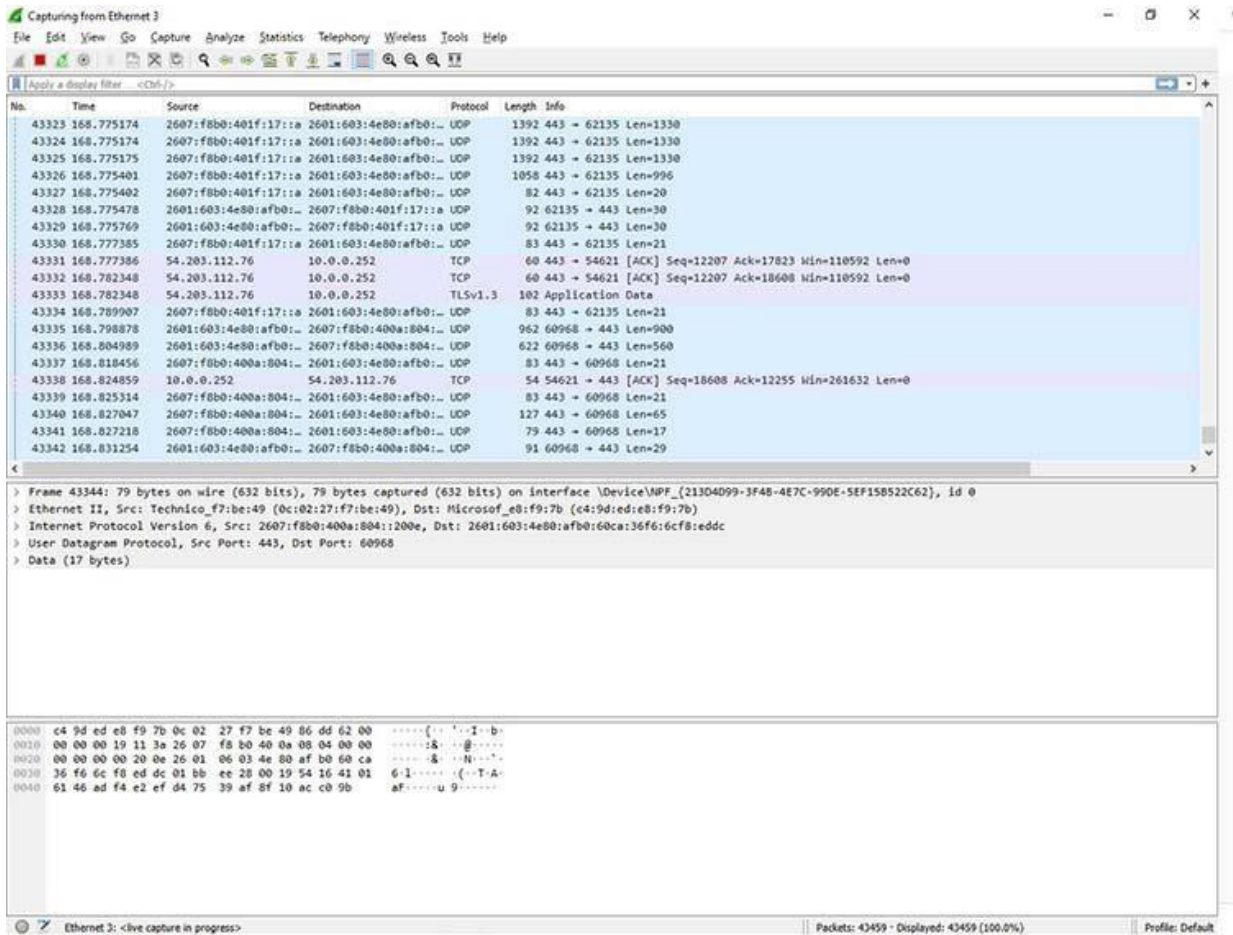 Capturing from Ethernet 3
File Edit View Go Capture Analyze Statistics Telephony Wireless Tools Help
Apply a display filter ... <Ctrl-/>
No. Time Source Destination Protocol Length Info
43323 168.775174 2607:f8b0:401f:17::a 2601:603:4e80:afb0:… UDP 1392 443 → 62135 Len=1330
43324 168.775174 2607:f8b0:401f:17::a 2601:603:4e80:afb0:… UDP 1392 443 → 62135 Len=1330
43325 168.775175 2607:f8b0:401f:17::a 2601:603:4e80:afb0:… UDP 1392 443 → 62135 Len=1330
43326 168.775401 2607:f8b0:401f:17::a 2601:603:4e80:afb0:… UDP 1058 443 → 62135 Len=996
43327 168.775402 2607:f8b0:401f:17::a 2601:603:4e80:afb0:… UDP 82 443 → 62135 Len=20
43328 168.775478 2601:603:4e80:afb0:… 2607:f8b0:401f:17::a UDP 92 62135 → 443 Len=30
43329 168.775769 2601:603:4e80:afb0:… 2607:f8b0:401f:17::a UDP 92 62135 → 443 Len=30
43330 168.777385 2607:f8b0:401f:17::a 2601:603:4e80:afb0:… UDP 83 443 → 62135 Len=21
43331 168.777386 54.203.112.76 10.0.0.252 TCP 60 443 → 54621 [ACK] Seq=12207 Ack=17823 Win=110592 Len=0
43332 168.782348 54.203.112.76 10.0.0.252 TCP 60 443 → 54621 [ACK] Seq=12207 Ack=18608 Win=110592 Len=0
43333 168.782348 54.203.112.76 10.0.0.252 TLSv1.3 102 Application Data
43334 168.789907 2607:f8b0:401f:17::a 2601:603:4e80:afb0:… UDP 83 443 → 62135 Len=21
43335 168.798878 2601:603:4e80:afb0:… 2607:f8b0:400a:804:… UDP 962 60968 → 443 Len=900
43336 168.804989 2601:603:4e80:afb0:… 2607:f8b0:400a:804:… UDP 622 60968 → 443 Len=560
43337 168.818456 2607:f8b0:400a:804:… 2601:603:4e80:afb0:… UDP 83 443 → 60968 Len=21
43338 168.824859 10.0.0.252 54.203.112.76 TCP 54 54621 → 443 [ACK] Seq=18608 Ack=12255 Win=261632 Len=0
43339 168.825314 2607:f8b0:400a:804:… 2601:603:4e80:afb0:… UDP 83 443 → 60968 Len=21
43340 168.827047 2607:f8b0:400a:804:… 2601:603:4e80:afb0:… UDP 127 443 → 60968 Len=65
43341 168.827218 2607:f8b0:400a:804:… 2601:603:4e80:afb0:… UDP 79 443 → 60968 Len=17
43342 168.831254 2601:603:4e80:afb0:… 2607:f8b0:400a:804:… UDP 91 60968 → 443 Len=29
> Frame 43344: 79 bytes on wire (632 bits), 79 bytes captured (632 bits) on interface \Device\NPF_{213D4D99-3F4B-4E7C-99DE-5EF15B522C62}, id 0
> Ethernet II, Src: Technico_f7:be:49 (0c:02:27:f7:be:49), Dst: Microsof_e8:f9:7b (c4:9d:ed:e8:f9:7b)
> Internet Protocol Version 6, Src: 2607:f8b0:400a:804::200e, Dst: 2601:603:4e80:afb0:60ca:36f6:6cf8:eddc
> User Datagram Protocol, Src Port: 443, Dst Port: 60968
> Data (17 bytes)
0000 c4 9d ed e8 f9 7b 0c 02 27 f7 be 49 86 dd 62 00 ·····{·· '··I··b·
0010 00 00 00 19 11 3a 26 07 f8 b0 40 0a 08 04 00 00 ·····:&· ··@·····
0020 00 00 00 00 20 0e 26 01 06 03 4e 80 af b0 60 ca ···· ·&· ··N···`·
0030 36 f6 6c f8 ed dc 01 bb ee 28 00 19 54 16 41 01 6·l····· ·(··T·A·
0040 61 46 ad f4 e2 ef d4 75 39 af 8f 10 ac c0 9b aF·····u 9······
Ethernet 3: <live capture in progress> Packets: 43459 · Displayed: 43459 (100.0%) Profile: Default